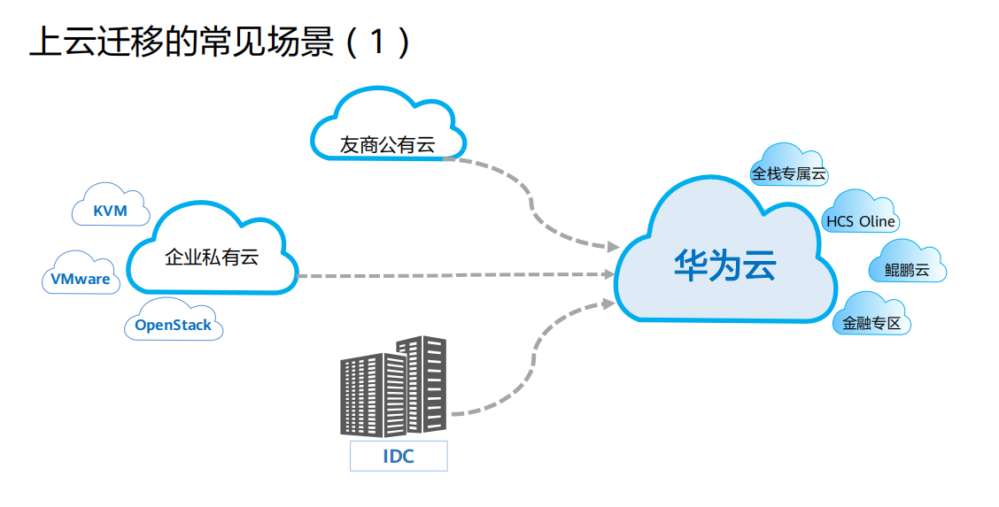 上云迁移的常见场景（1）
友商公有云
全栈专属云
KVM
HCS Oline
企业私有云
华为云
鲲鹏云
VMware
OpenStack
金融专区
IDC